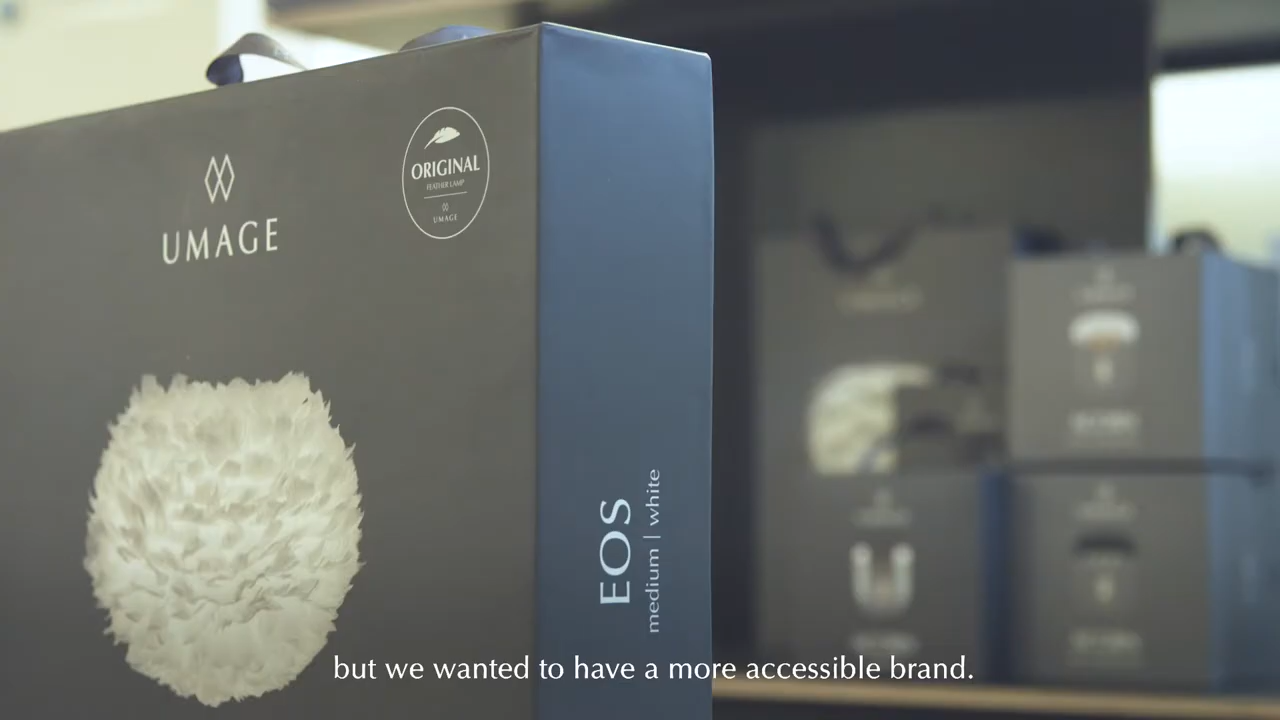 UMAGE
ORIGINAL
FEATHER LAMP
UMAGE
EOS
medium | white
but we wanted to have a more accessible brand.